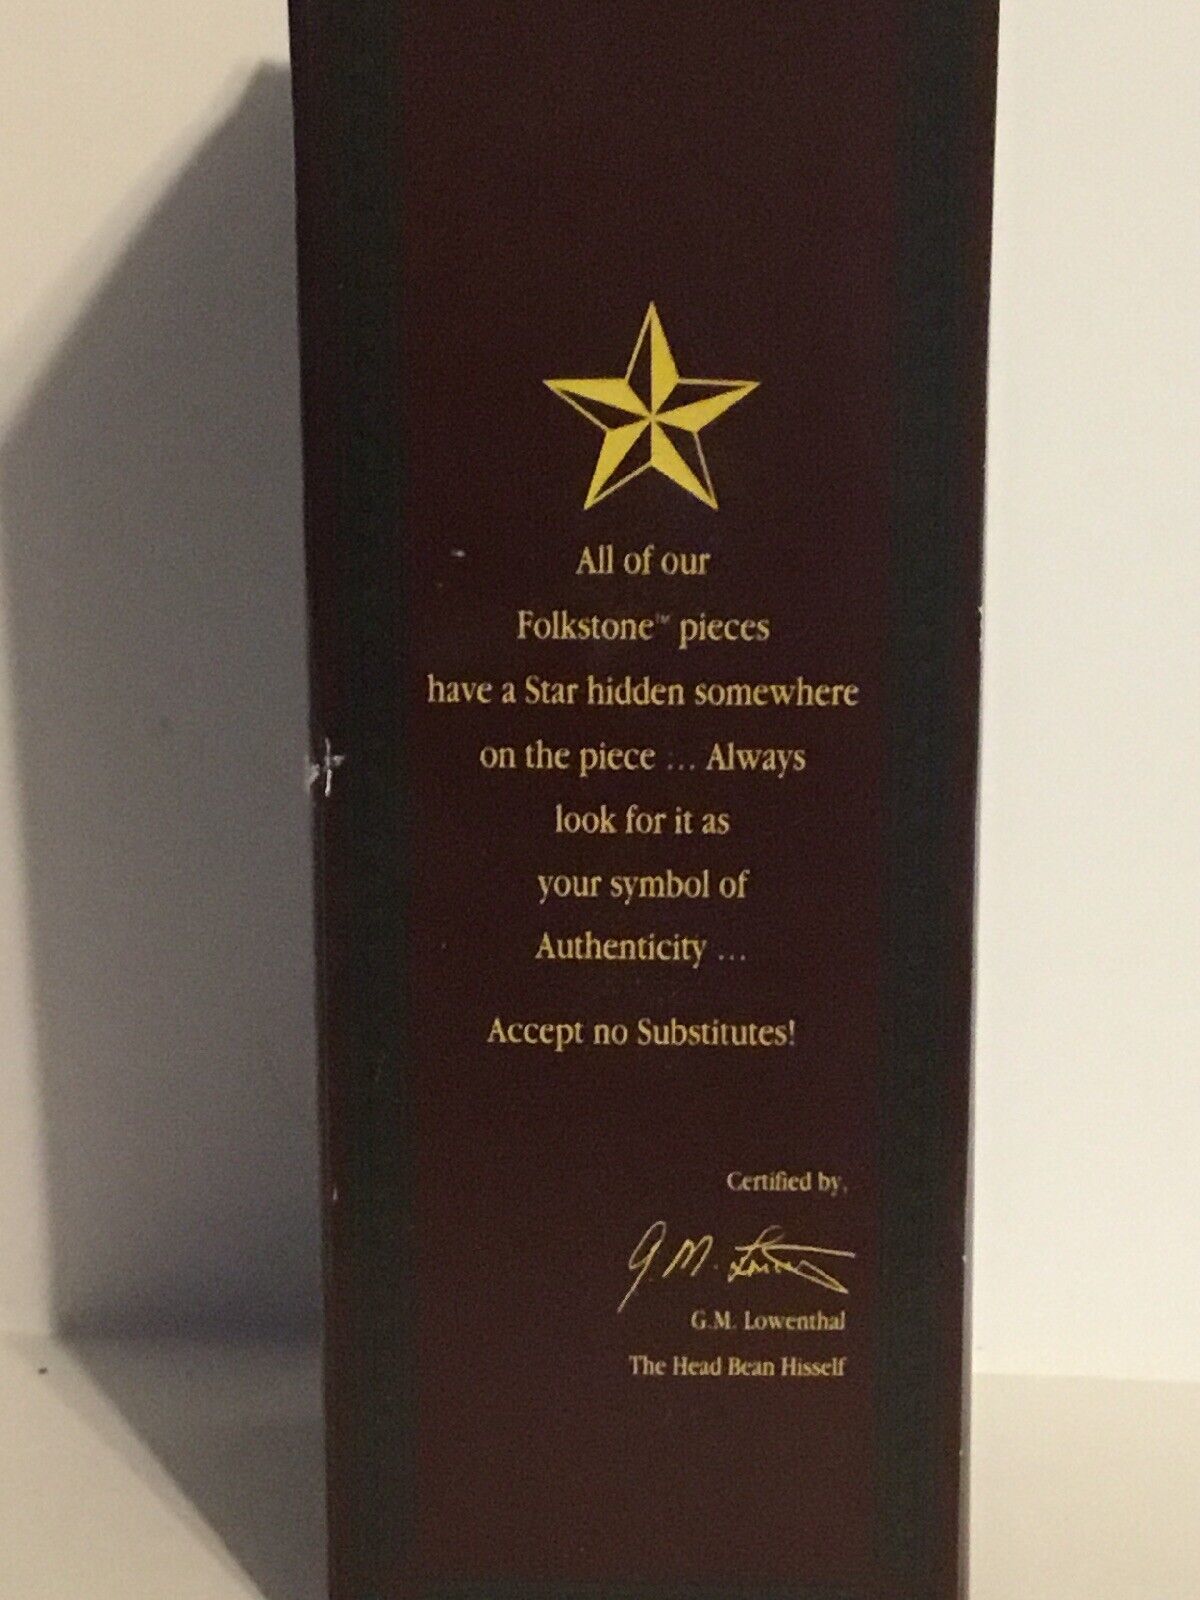 All of our
Folkstone™ pieces
have a Star hidden somewhere
on the piece ... Always
look for it as
your symbol of
Authenticity ...
Accept no Substitutes!
Certified by,
G.M. Lowenthal
G.M. Lowenthal
The Head Bean Hisself